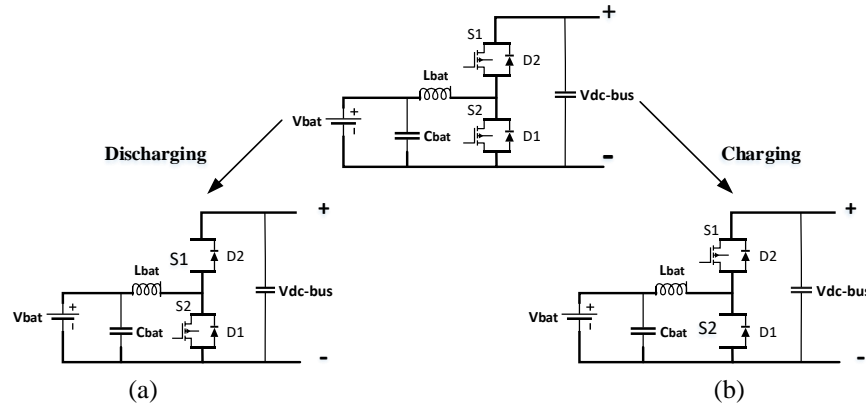 +
S1
D2
Lbat
Vdc-bus
S2
Vbat
+
-
Cbat
D1
-
Discharging
Charging
+
S1
D2
Lbat
Vdc-bus
S2
Vbat
+
-
Cbat
D1
-
(a)
+
S1
D2
Lbat
Vdc-bus
Vbat
+
-
Cbat
S2
D1
-
(b)